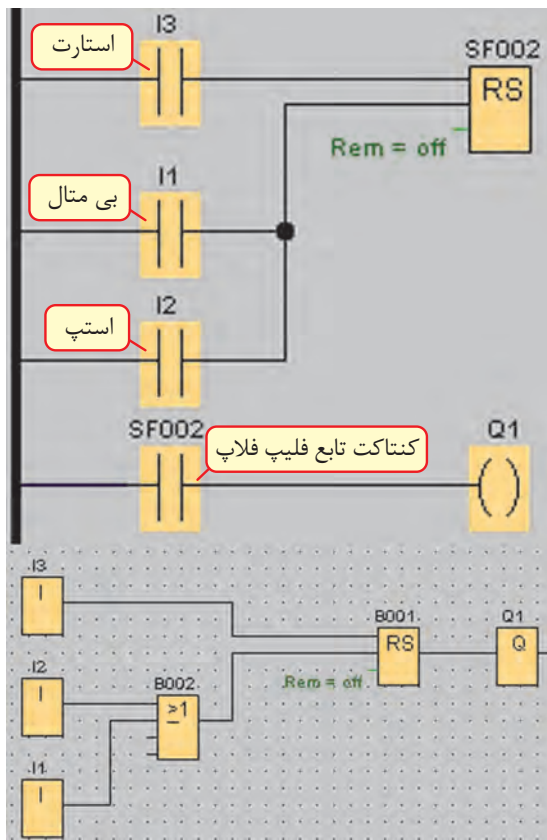 I3
استارت
SF002
RS
Rem = off
I1
بی متال
I2
استپ
SF002
کنتاکت تابع فلیپ فلاپ
Q1
I3
I
B001
Q1
RS
Q
I2
B002
Rem = off
I
≥1
I1
I